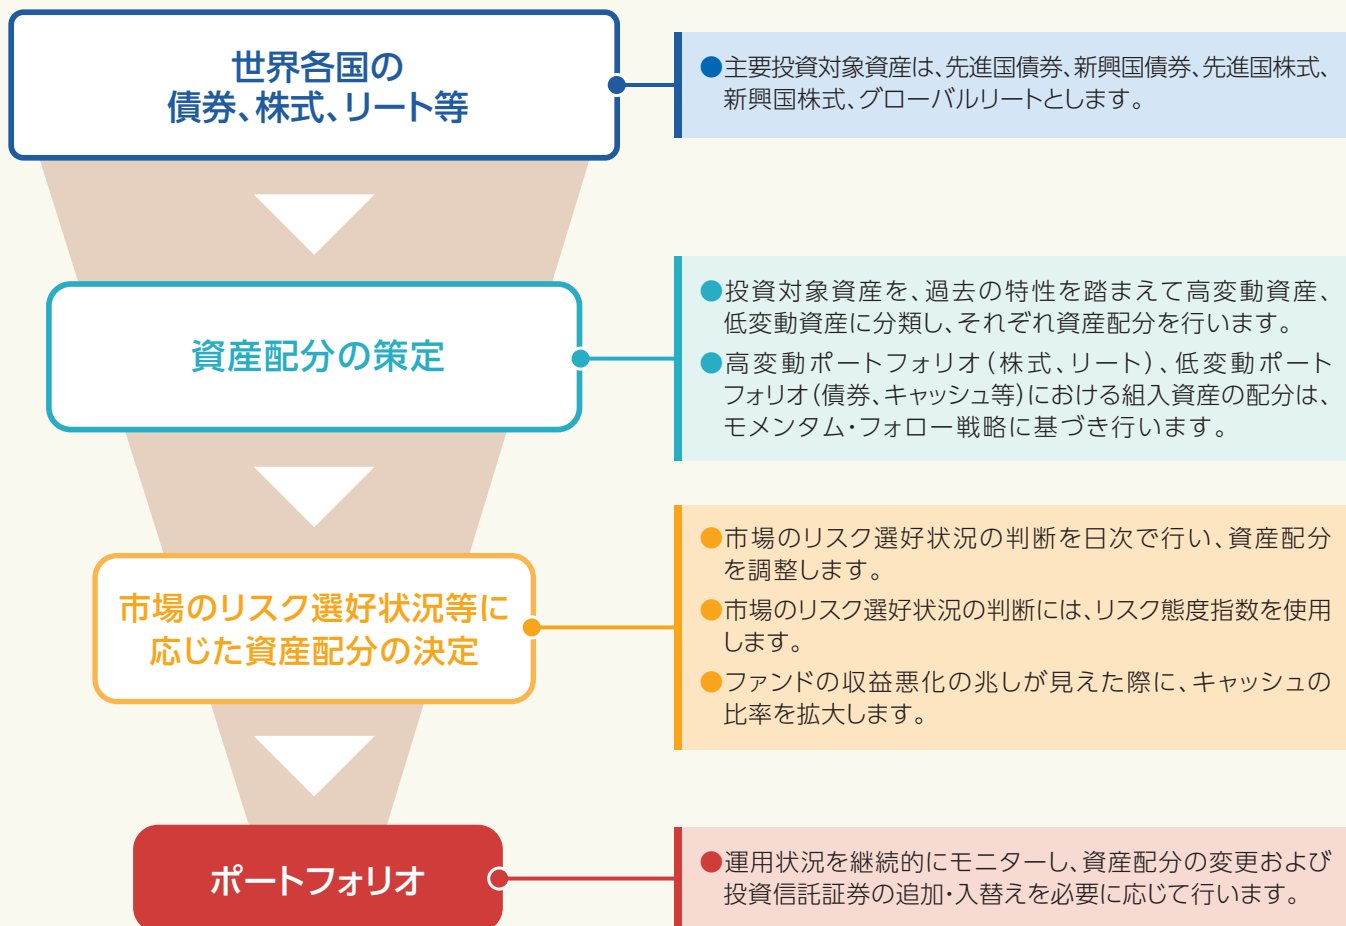 世界各国の
債券、株式、リート等
●主要投資対象資産は、先進国債券、新興国債券、先進国株式、
新興国株式、グローバルリートとします。
資産配分の策定
●投資対象資産を、過去の特性を踏まえて高変動資産、
低変動資産に分類し、それぞれ資産配分を行います。
●高変動ポートフォリオ(株式、リート)、低変動ポート
フォリオ(債券、キャッシュ等)における組入資産の配分は、
モメンタム・フォロー戦略に基づき行います。
市場のリスク選好状況等に
応じた資産配分の決定
●市場のリスク選好状況の判断を日次で行い、資産配分
を調整します。
●市場のリスク選好状況の判断には、リスク態度指数を使用
します。
●ファンドの収益悪化の兆しが見えた際に、キャッシュの
比率を拡大します。
ポートフォリオ
●運用状況を継続的にモニターし、資産配分の変更および
投資信託証券の追加・入替えを必要に応じて行います。